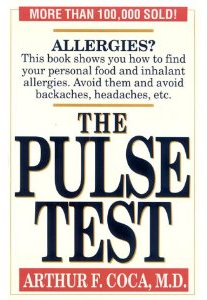 MORE THAN 100,000 SOLD!
ALLERGIES?
This book shows you how to find
your personal food and inhalant
allergies. Avoid them and avoid
backaches, headaches, etc.
THE
PULSE
TEST
ARTHUR F. COCA, M.D.